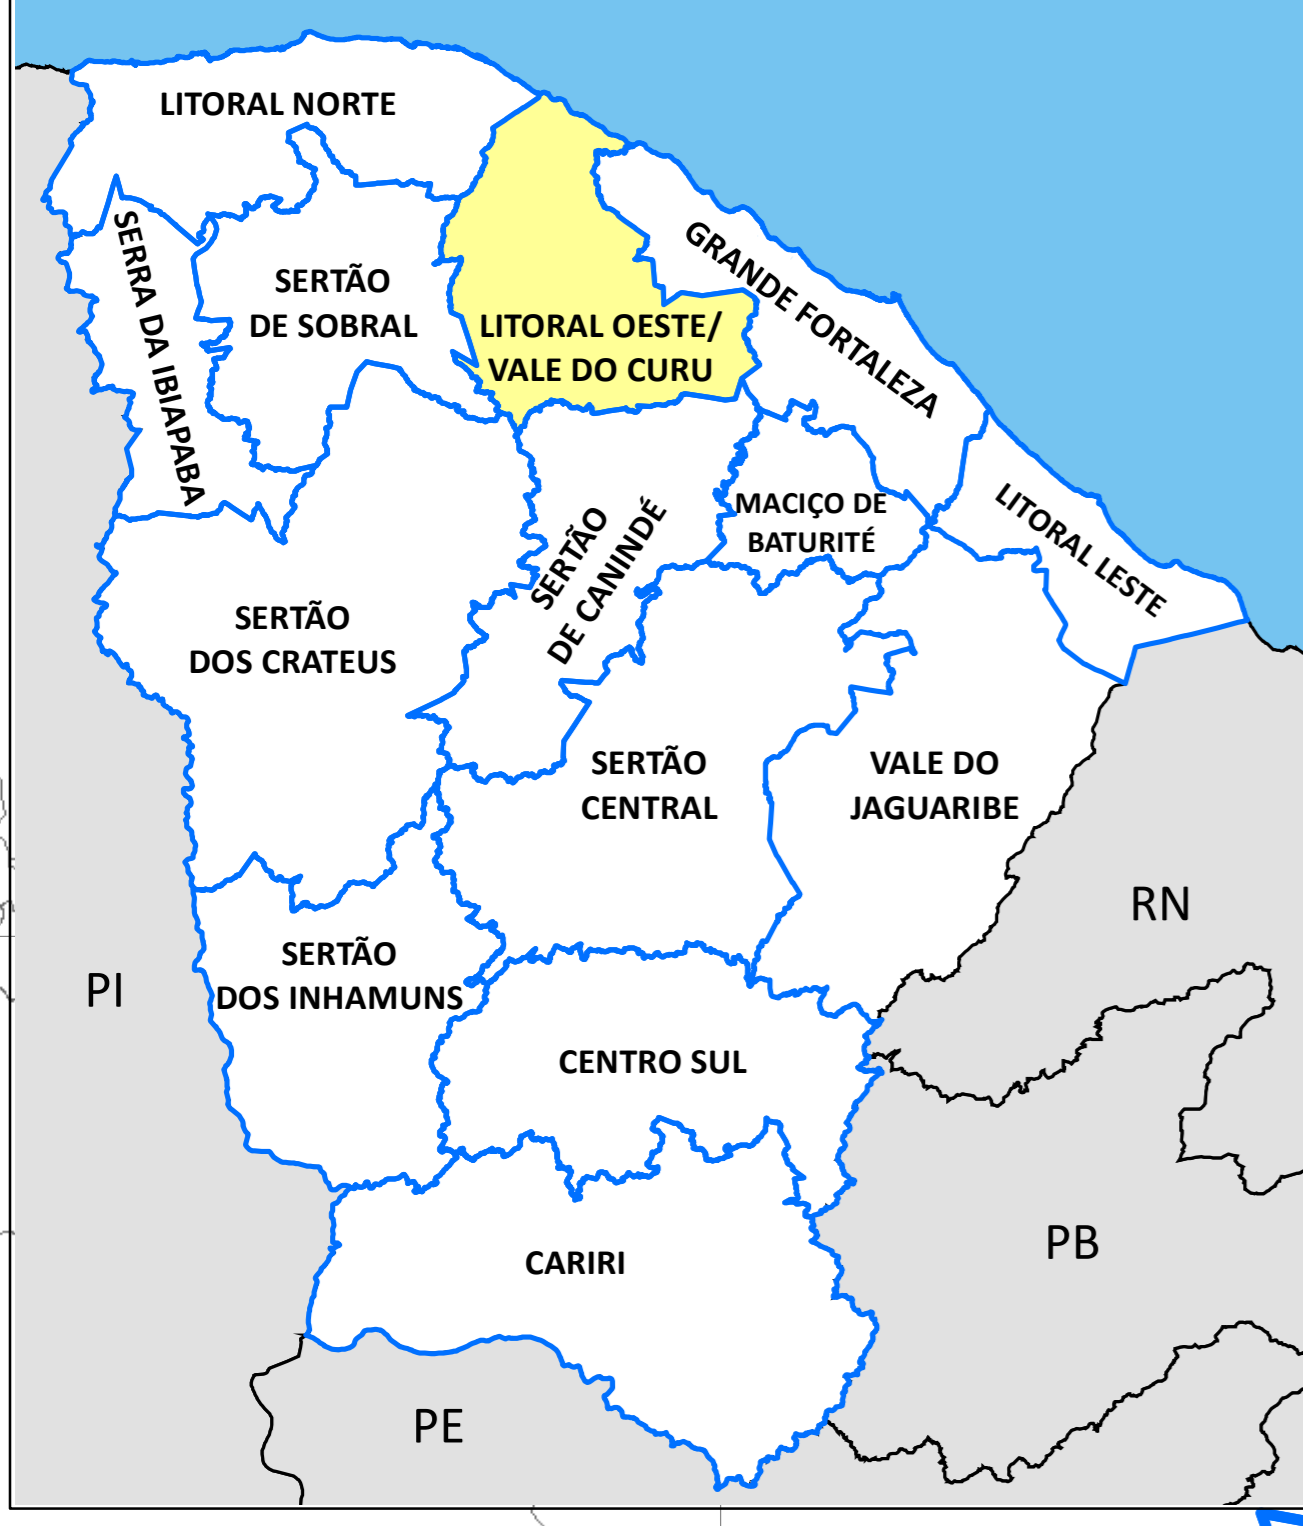 LITORAL NORTE
SERRA DA IBIAPABA
SERTÃO
DE SOBRAL
LITORAL OESTE/
VALE DO CURU
GRANDE FORTALEZA
MACIÇO DE
BATURITÉ
LITORAL LESTE
SERTÃO
DE CANINDÉ
SERTÃO
DOS CRATEUS
SERTÃO
CENTRAL
VALE DO
JAGUARIBE
RN
SERTÃO
DOS INHAMUNS
PI
CENTRO SUL
PB
CARIRI
PE